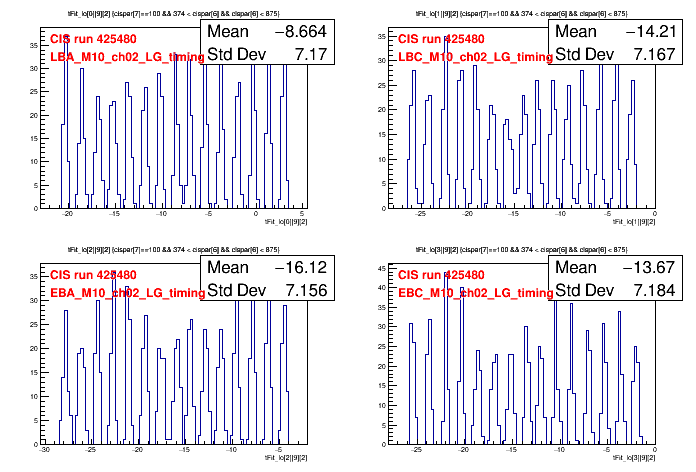 tFit_lo[0][9][2] {cispar[7]==100 && 374 < cispar[6] && cispar[6] < 875}
CIS run 425480
LBA_M10_ch02_LG_timing
Mean −8.664
Std Dev 7.17
35
30
25
20
15
10
5
0
−20 −15 −10 −5 0 5
tFit_lo[0][9][2]
tFit_lo[1][9][2] {cispar[7]==100 && 374 < cispar[6] && cispar[6] < 875}
CIS run 425480
LBC_M10_ch02_LG_timing
Mean −14.21
Std Dev 7.167
35
30
25
20
15
10
5
0
−25 −20 −15 −10 −5 0
tFit_lo[1][9][2]
tFit_lo[2][9][2] {cispar[7]==100 && 374 < cispar[6] && cispar[6] < 875}
CIS run 425480
EBA_M10_ch02_LG_timing
Mean −16.12
Std Dev 7.156
35
30
25
20
15
10
5
0
−30 −25 −20 −15 −10 −5
tFit_lo[2][9][2]
tFit_lo[3][9][2] {cispar[7]==100 && 374 < cispar[6] && cispar[6] < 875}
CIS run 425480
EBC_M10_ch02_LG_timing
Mean −13.67
Std Dev 7.184
45
40
35
30
25
20
15
10
5
0
−25 −20 −15 −10 −5 0
tFit_lo[3][9][2]